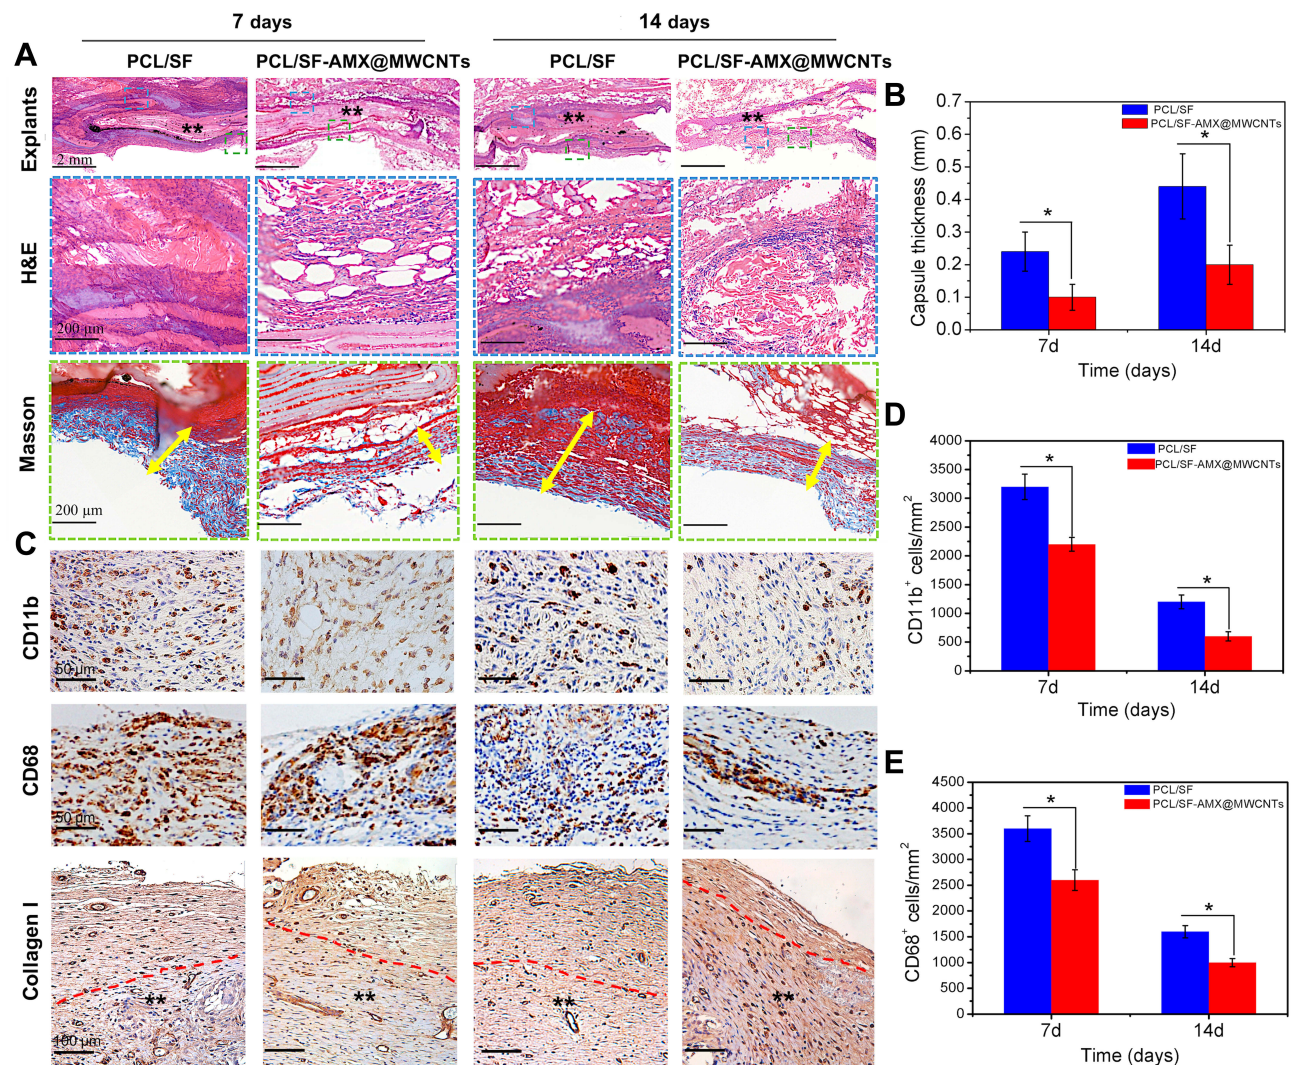 7 days
14 days
A
PCL/SF
PCL/SF-AMX@MWCNTs
PCL/SF
PCL/SF-AMX@MWCNTs
Explants
**
**
**
**
2 mm
H&E
200 μm
Masson
200 μm
C
CD11b
50 μm
CD68
50 μm
Collagen I
**
**
**
**
100 μm
B
Capsule thickness (mm)
0.7
0.6
0.5
0.4
0.3
0.2
0.1
0.0
PCL/SF
PCL/SF-AMX@MWCNTs
*
*
7d
14d
Time (days)
D
CD11b⁺ cells/mm²
4000
3500
3000
2500
2000
1500
1000
500
0
PCL/SF
PCL/SF-AMX@MWCNTs
*
*
7d
14d
Time (days)
E
CD68⁺ cells/mm²
4500
4000
3500
3000
2500
2000
1500
1000
500
0
PCL/SF
PCL/SF-AMX@MWCNTs
*
*
7d
14d
Time (days)